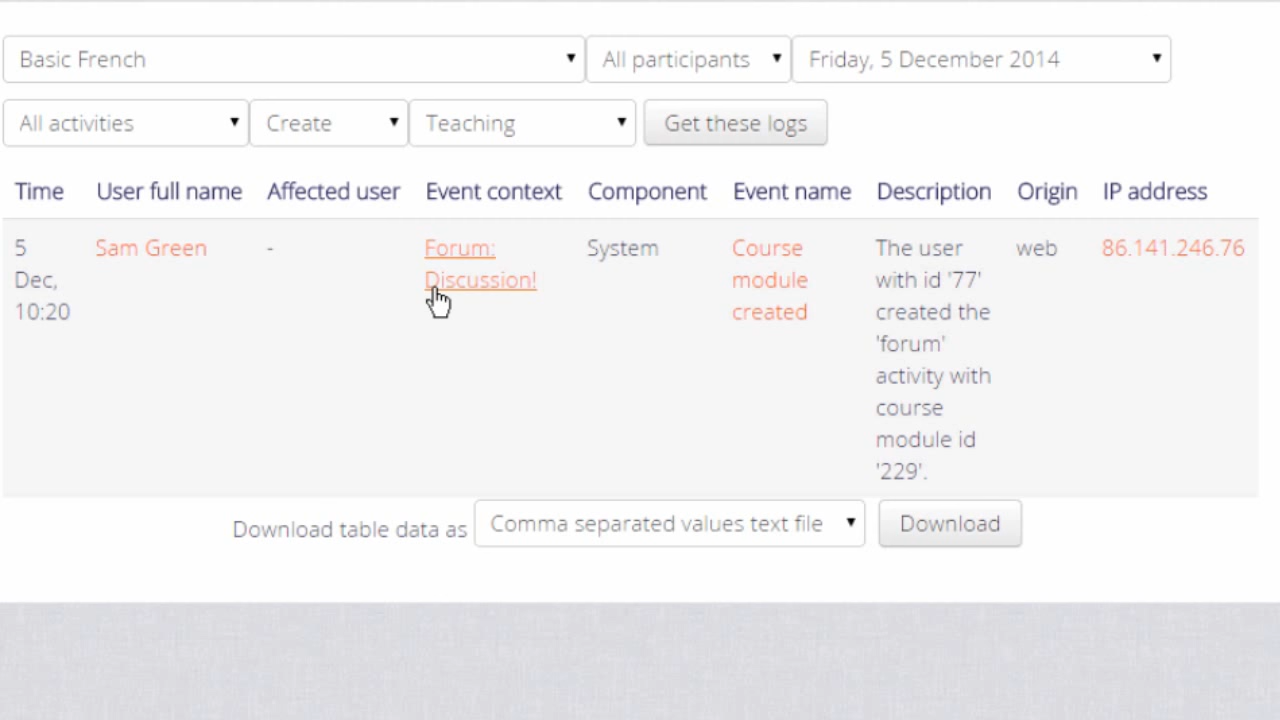 Basic French All participants Friday, 5 December 2014
All activities Create Teaching Get these logs
Time User full name Affected user Event context Component Event name Description Origin IP address
5 Sam Green - Forum: System Course The user web 86.141.246.76
Dec, Discussion! module with id '77'
10:20 created created the
'forum'
activity with
course
module id
'229'.
Download table data as Comma separated values text file Download